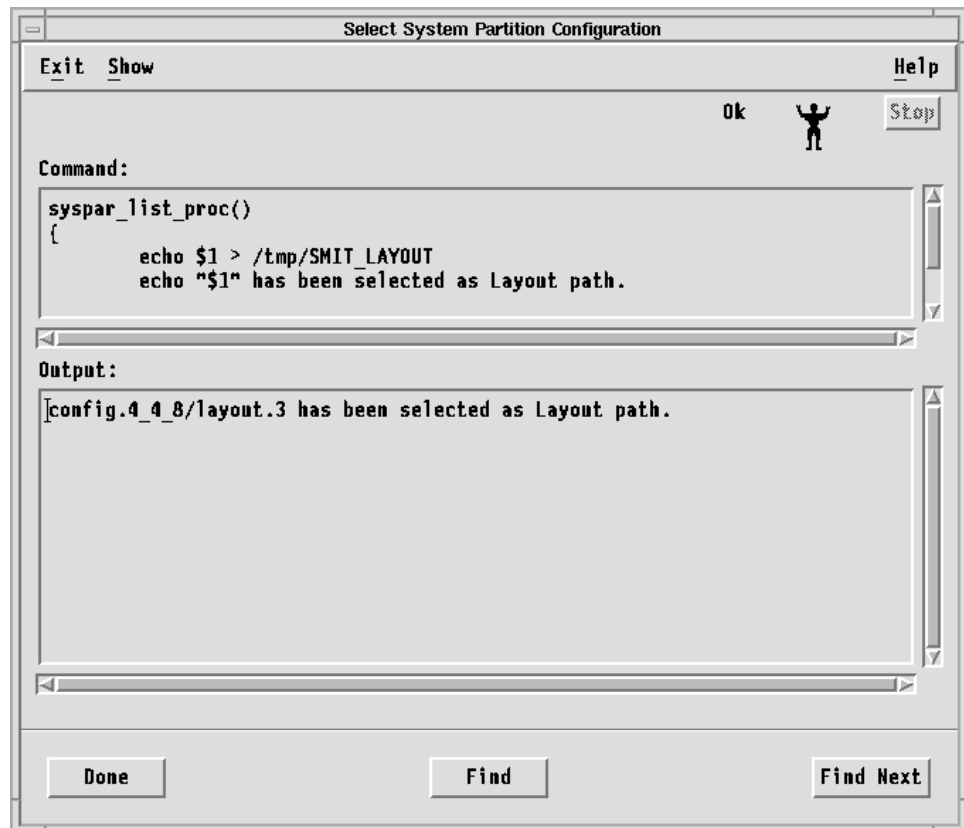 Select System Partition Configuration
Exit Show Help
Ok Stop
Command:
syspar_list_proc()
{
echo $1 > /tmp/SMIT_LAYOUT
echo "$1" has been selected as Layout path.
Output:
config.4_4_8/layout.3 has been selected as Layout path.
Done Find Find Next